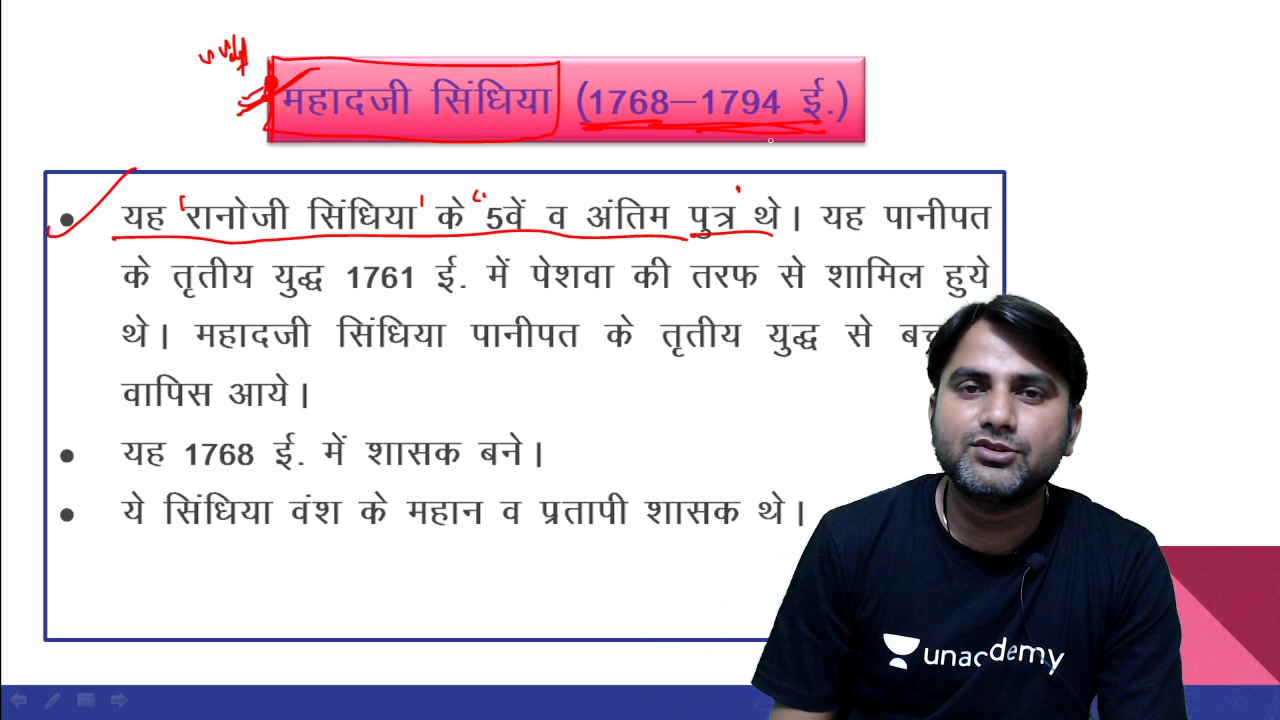 महादजी सिंधिया (1768–1794 ई.)
• यह रानोजी सिंधिया के 5वें व अंतिम पुत्र थे। यह पानीपत
के तृतीय युद्ध 1761 ई. में पेशवा की तरफ से शामिल हुये
थे। महादजी सिंधिया पानीपत के तृतीय युद्ध से
वापिस आये।
• यह 1768 ई. में शासक बने।
• ये सिंधिया वंश के महान व प्रतापी शासक थे।
unacademy